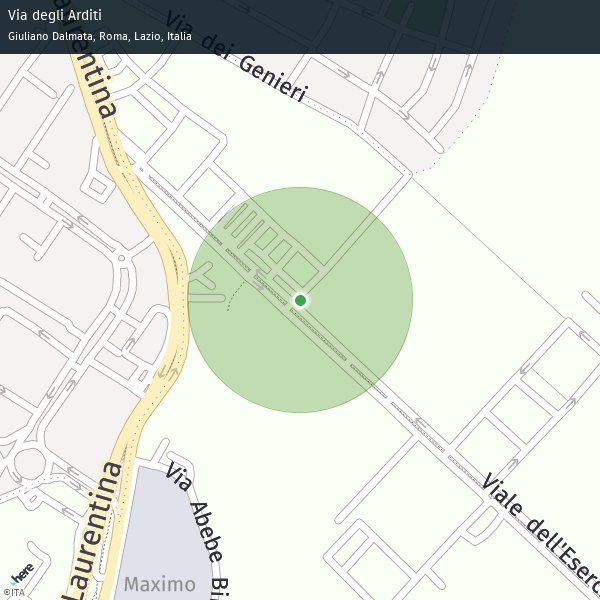 Via degli Arditi
Giuliano Dalmata, Roma, Lazio, Italia
Via dei Genieri
Laurentina
Viale dell'Eserc
Via Abebe Bi
Laurentina
Maximo
here
©ITA